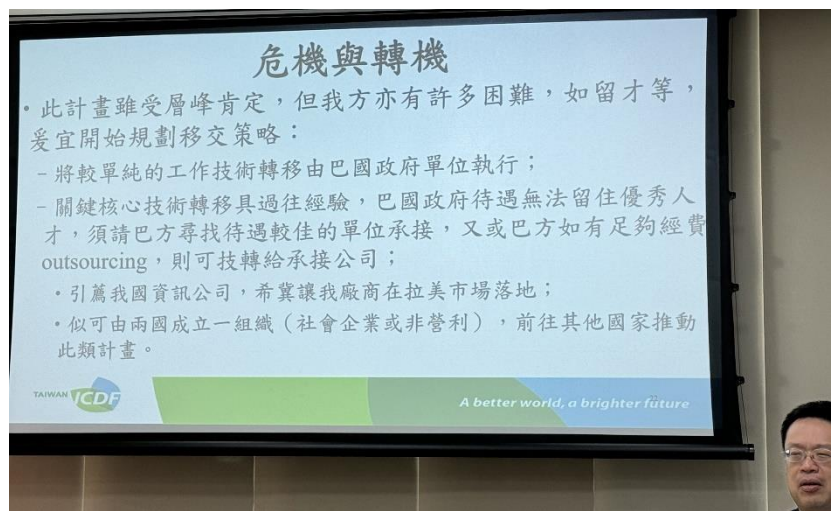 危機與轉機
• 此計畫雖受層峰肯定，但我方亦有許多困難，如留才等，
爰宜開始規劃移交策略：
－將較單純的工作技術轉移由巴國政府單位執行；
－關鍵核心技術轉移具過往經驗，巴國政府待遇無法留住優秀人
才，須請巴方尋找待遇較佳的單位承接，又或巴方如有足夠經費
outsourcing，則可技轉給承接公司；
• 引薦我國資訊公司，希冀讓我廠商在拉美市場落地；
• 似可由兩國成立一組織（社會企業或非營利），前往其他國家推動
此類計畫。
TAIWAN ICDF
A better world, a brighter future